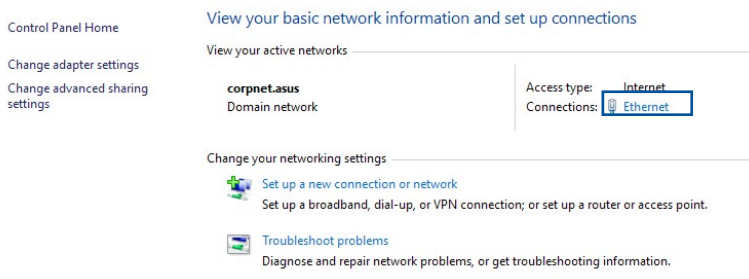 Control Panel Home
Change adapter settings
Change advanced sharing
settings
View your basic network information and set up connections
View your active networks
corpnet.asus
Domain network
Access type: Internet
Connections: Ethernet
Change your networking settings
Set up a new connection or network
Set up a broadband, dial-up, or VPN connection; or set up a router or access point.
Troubleshoot problems
Diagnose and repair network problems, or get troubleshooting information.